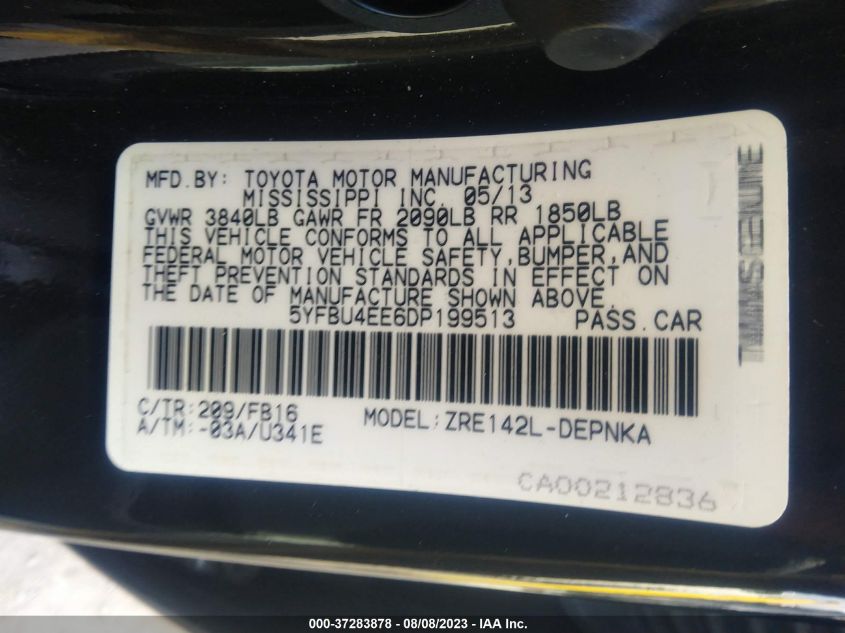 MFD.BY: TOYOTA MOTOR MANUFACTURING
MISSISSIPPI INC. 05/13
GVWR 3840LB GAWR FR 2090LB RR 1850LB
THIS VEHICLE CONFORMS TO ALL APPLICABLE
FEDERAL MOTOR VEHICLE SAFETY,BUMPER,AND
THEFT PREVENTION STANDARDS IN EFFECT ON
THE DATE OF MANUFACTURE SHOWN ABOVE.
5YFBU4EE6DP199513 PASS.CAR
C/TR:209/FB16
A/TM:-03A/U341E
MODEL:ZRE142L-DEPNKA
CA00212836
000-37283878 - 08/08/2023 - IAA Inc.